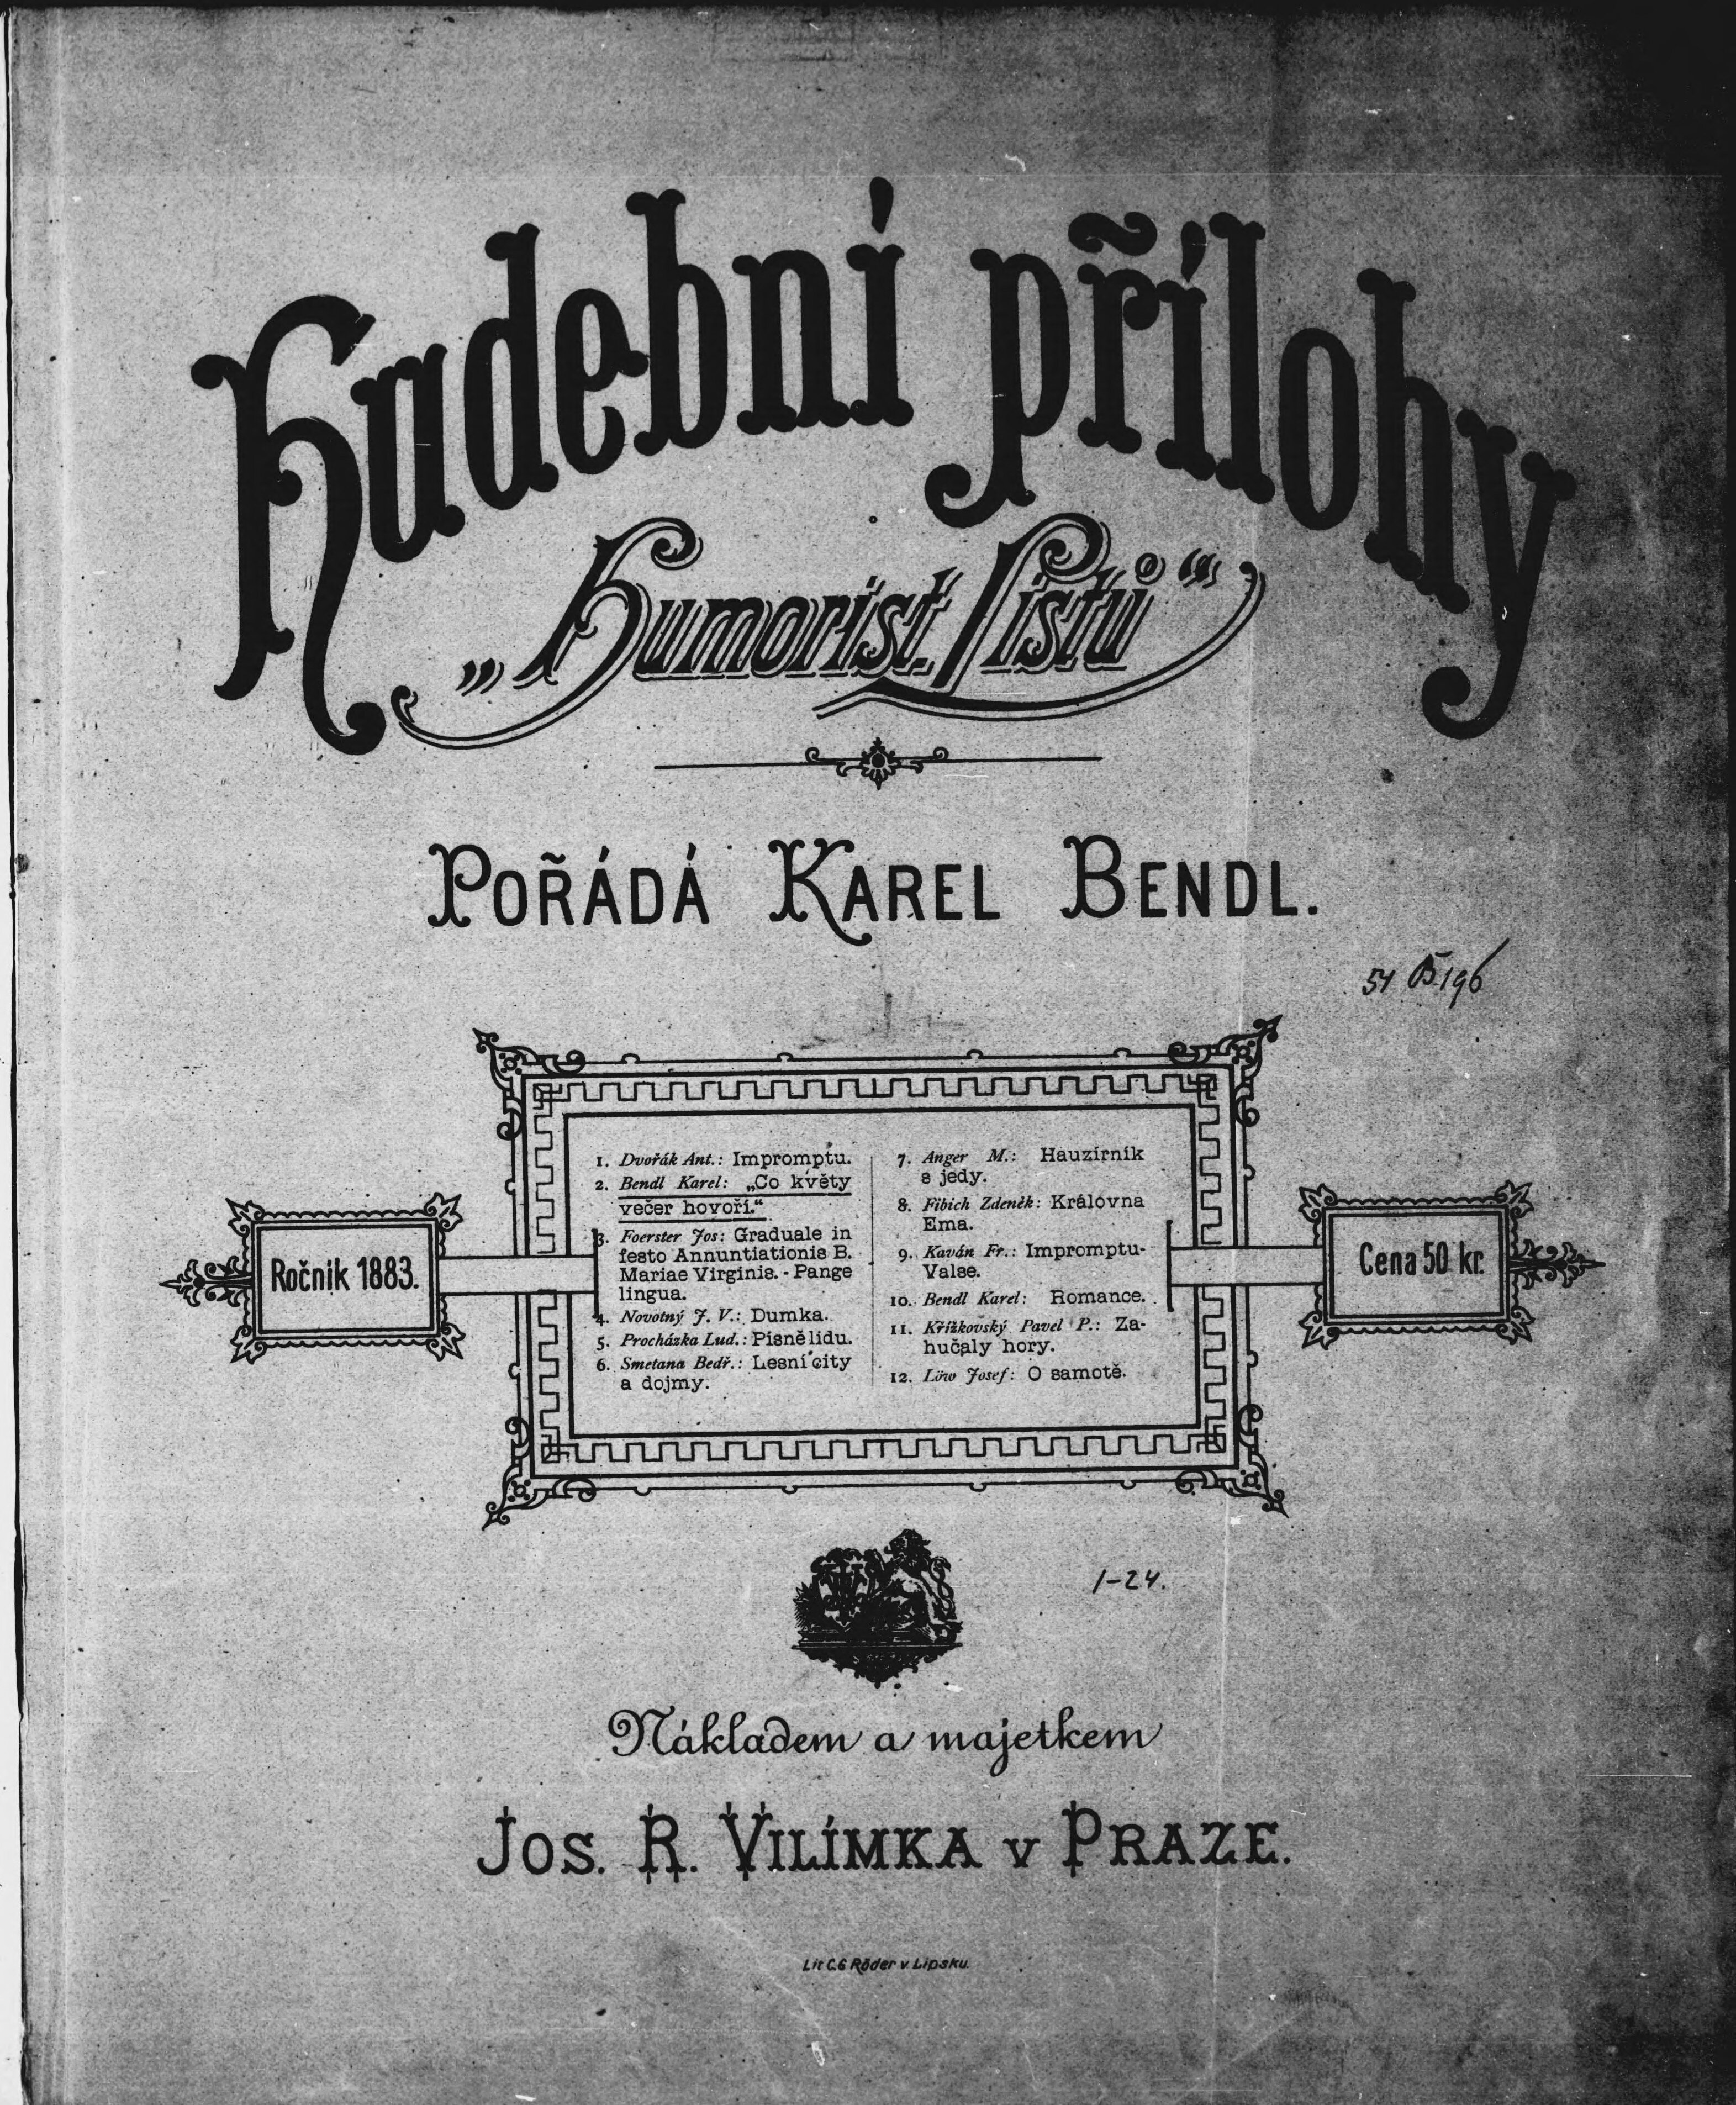 Hudební přílohy
„Humorist. Listů“
POŘÁDÁ KAREL BENDL.
Ročník 1883.
1. Dvořák Ant.: Impromptu.
2. Bendl Karel: „Co květy
večer hovoří.“
3. Foerster Jos: Graduale in
festo Annuntiationis B.
Mariae Virginis. - Pange
lingua.
4. Novotný J. V.: Dumka.
5. Procházka Lud.: Písně lidu.
6. Smetana Bedř.: Lesní city
a dojmy.
7. Anger M.: Hauzírník
s jedy.
8. Fibich Zdeněk: Královna
Ema.
9. Kaván Fr.: Impromptu-
Valse.
10. Bendl Karel: Romance.
11. Křížkovský Pavel P.: Za-
hučaly hory.
12. Löw Josef: O samotě.
Cena 50 kr.
1-24.
Nákladem a majetkem
JOS. R. VILÍMKA V PRAZE.
Lit C.G Röder v Lipsku.